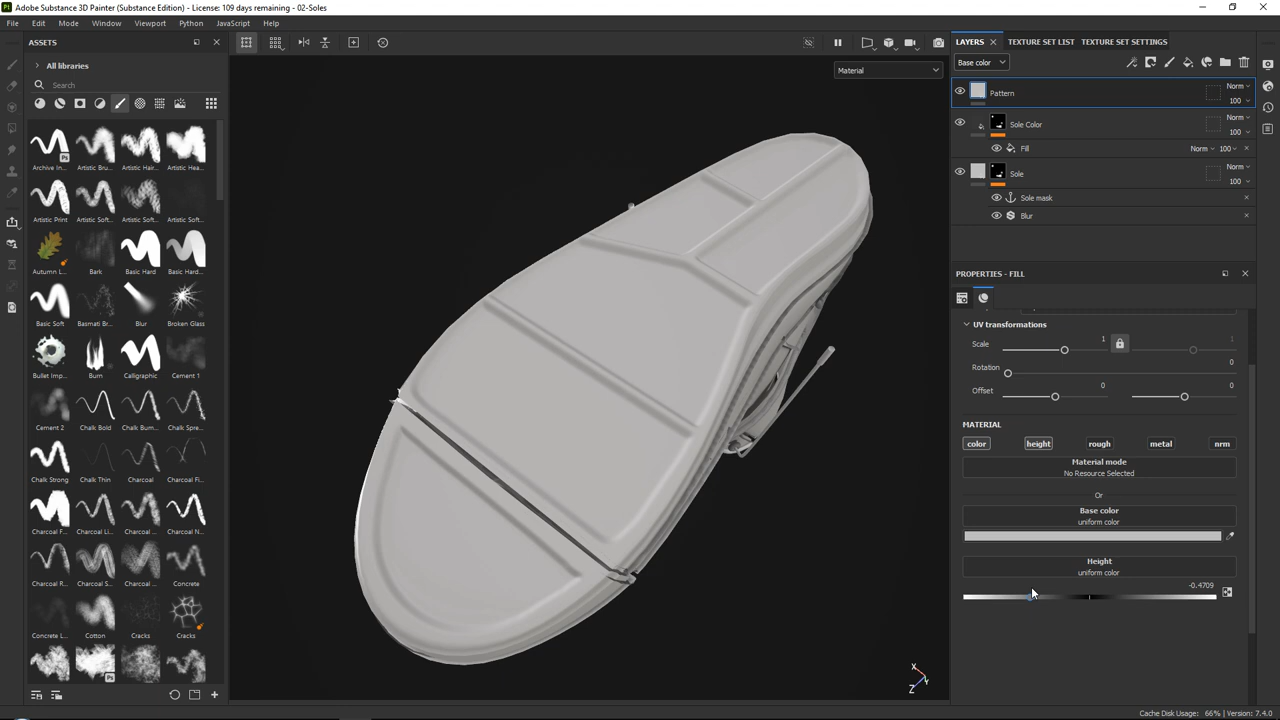 Adobe Substance 3D Painter (Substance Edition) - License: 109 days remaining - 02-Soles
File Edit Mode Window Viewport Python JavaScript Help
ASSETS
All libraries
Search
Archive In... Artistic Bru... Artistic Hair... Artistic Hea...
Artistic Print Artistic Soft... Artistic Soft... Artistic Sof...
Autumn L... Bark Basic Hard Basic Hard...
Basic Soft Basmati Br... Blur Broken Glass
Bullet Imp... Burn Calligraphic Cement 1
Cement 2 Chalk Bold Chalk Bum... Chalk Spre...
Chalk Strong Chalk Thin Charcoal Charcoal Fi...
Charcoal F... Charcoal Li... Charcoal ... Charcoal N...
Charcoal R... Charcoal S... Charcoal ... Concrete
Concrete L... Cotton Cracks Cracks
Material
X
Y
Z
LAYERS TEXTURE SET LIST TEXTURE SET SETTINGS
Base color
Pattern Norm
100
Sole Color Norm
100
Fill Norm 100
Sole Norm
100
Sole mask
Blur
PROPERTIES - FILL
UV transformations
Scale 1 1
Rotation 0
Offset 0 0
MATERIAL
color height rough metal nrm
Material mode
No Resource Selected
Or
Base color
uniform color
Height
uniform color
-0.4709
Cache Disk Usage: 66% | Version: 7.4.0